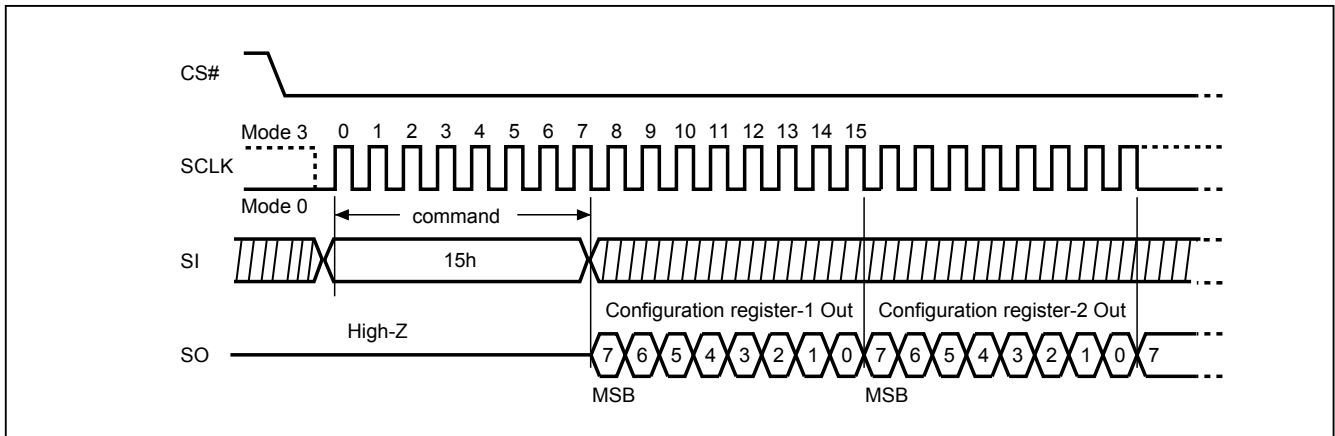 CS#
Mode 3 0 1 2 3 4 5 6 7 8 9 10 11 12 13 14 15
SCLK
Mode 0
command
SI
15h
Configuration register-1 Out Configuration register-2 Out
High-Z
SO
7 6 5 4 3 2 1 0 7 6 5 4 3 2 1 0 7
MSB MSB